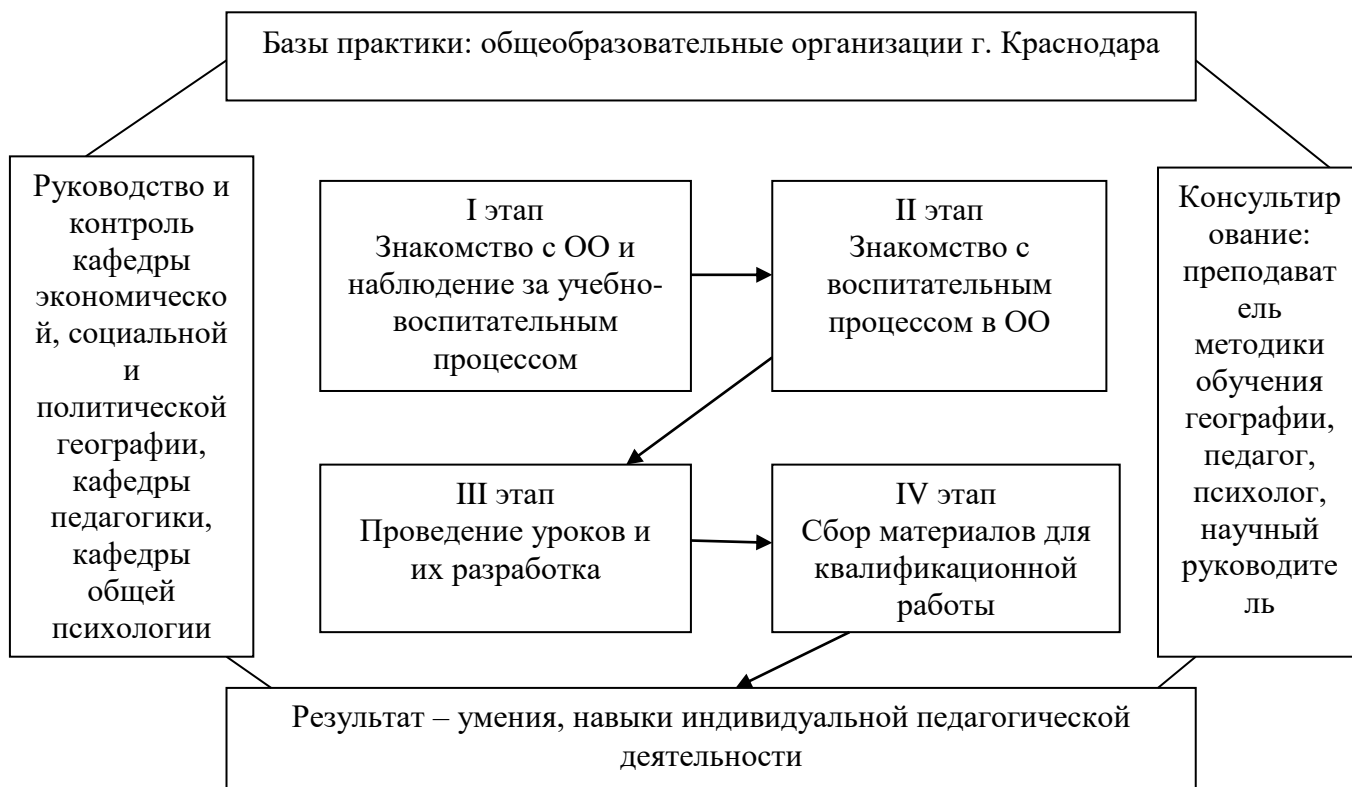 Базы практики: общеобразовательные организации г. Краснодара
Руководство и
контроль
кафедры
экономическо
й, социальной
и
политической
географии,
кафедры
педагогики,
кафедры
общей
психологии
I этап
Знакомство с ОО и
наблюдение за учебно-
воспитательным
процессом
II этап
Знакомство с
воспитательным
процессом в ОО
Консультир
ование:
преподават
ель
методики
обучения
географии,
педагог,
психолог,
научный
руководите
ль
III этап
Проведение уроков и
их разработка
IV этап
Сбор материалов для
квалификационной
работы
Результат – умения, навыки индивидуальной педагогической
деятельности